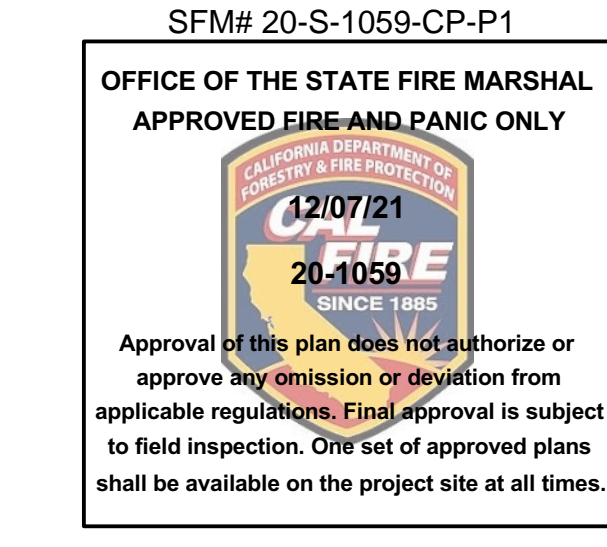 SFM# 20-S-1059-CP-P1
OFFICE OF THE STATE FIRE MARSHAL
APPROVED FIRE AND PANIC ONLY
CALIFORNIA DEPARTMENT OF
FORESTRY & FIRE PROTECTION
12/07/21
CAL
FIRE
20-1059
SINCE 1885
Approval of this plan does not authorize or
approve any omission or deviation from
applicable regulations. Final approval is subject
to field inspection. One set of approved plans
shall be available on the project site at all times.